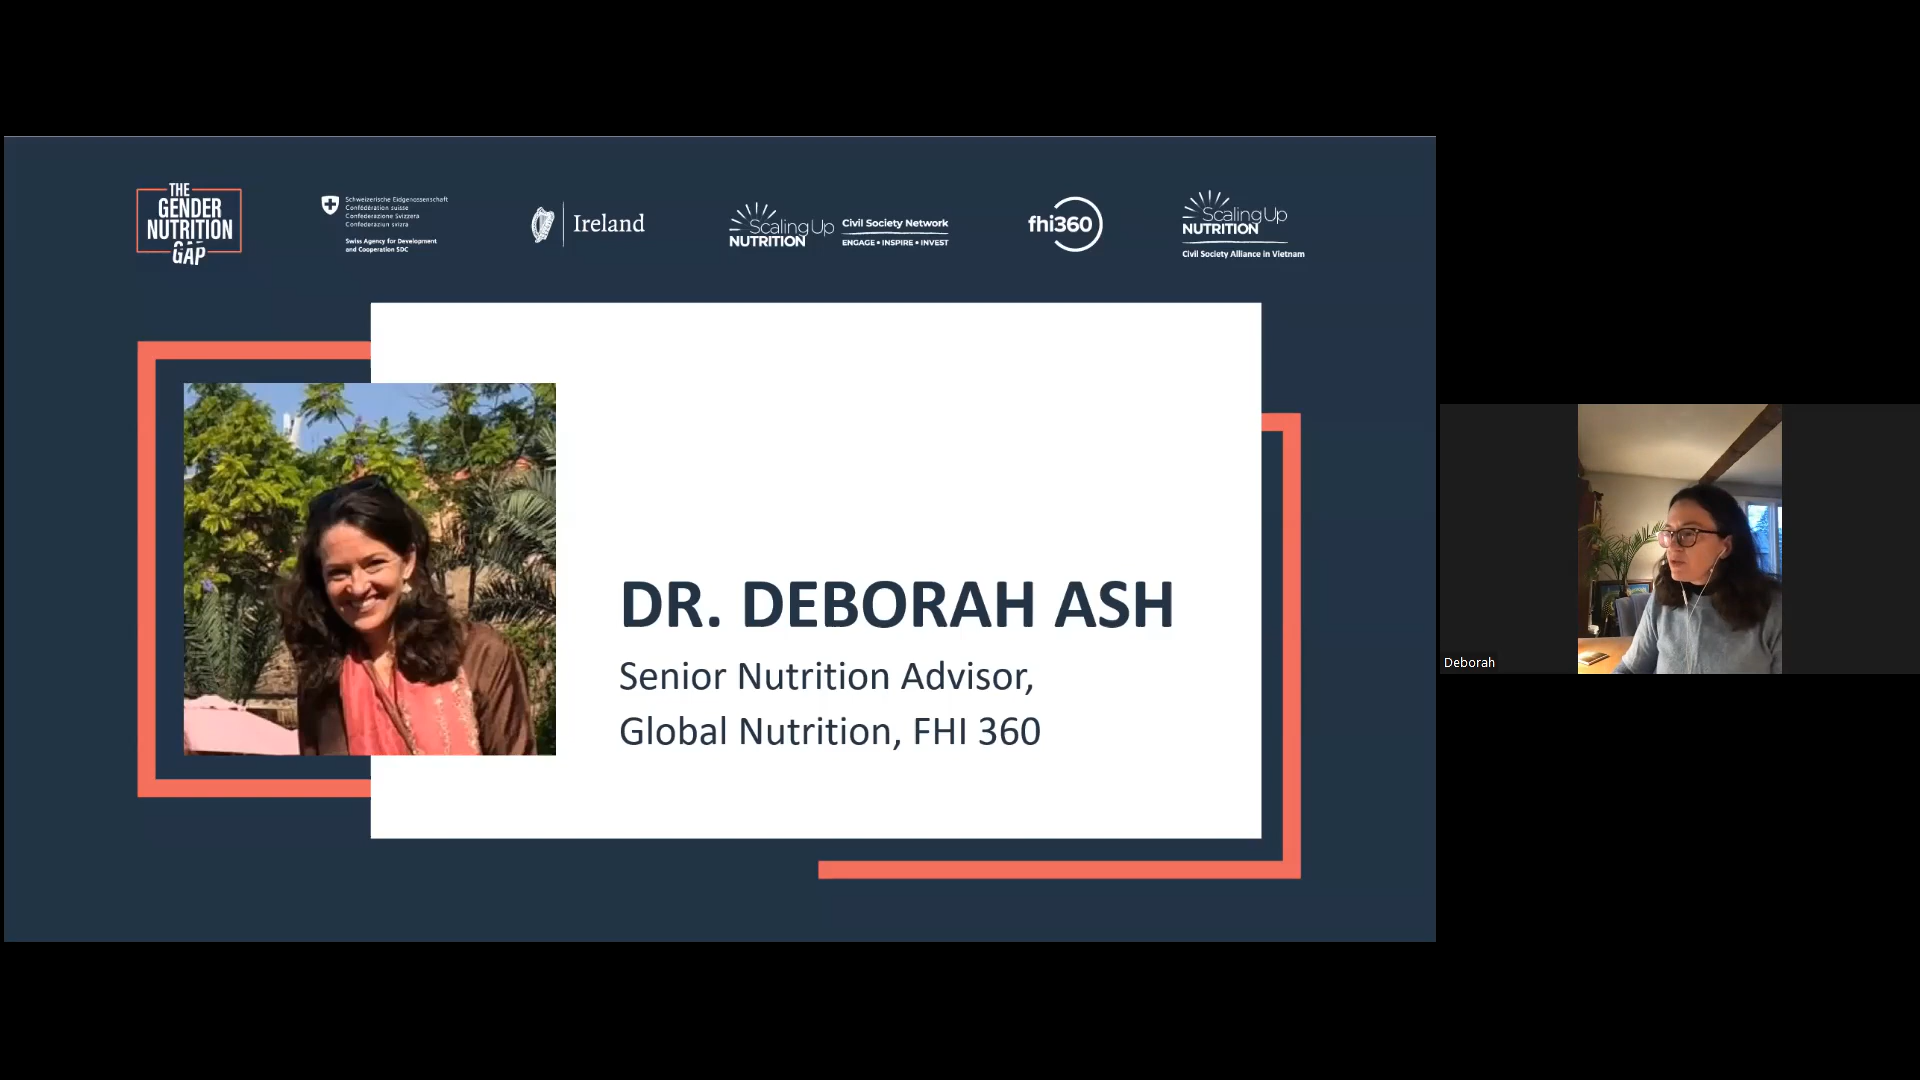 THE
GENDER
NUTRITION
GAP
Schweizerische Eidgenossenschaft
Confédération suisse
Confederazione Svizzera
Confederaziun svizra
Swiss Agency for Development
and Cooperation SDC
Ireland
Scaling Up
NUTRITION
Civil Society Network
ENGAGE • INSPIRE • INVEST
fhi360
Scaling Up
NUTRITION
Civil Society Alliance in Vietnam
DR. DEBORAH ASH
Senior Nutrition Advisor,
Global Nutrition, FHI 360
Deborah